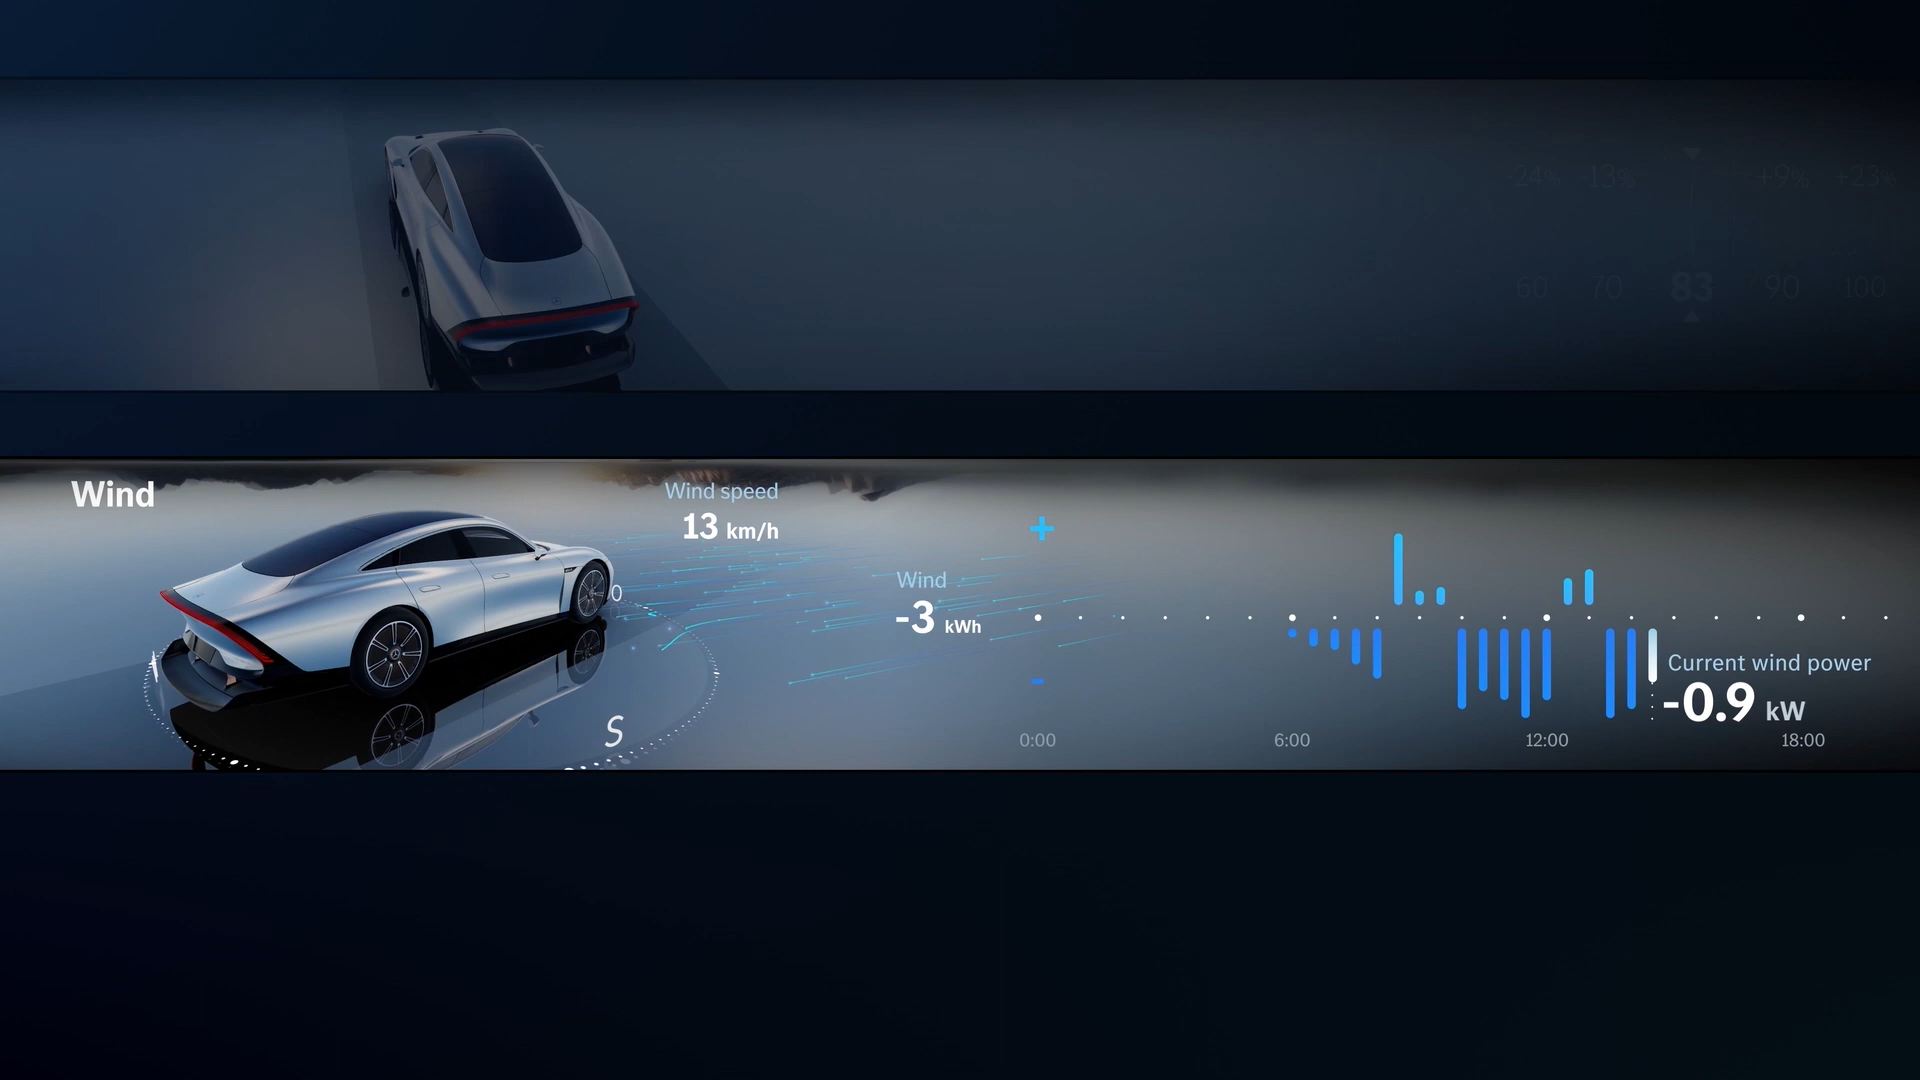 -24% -13% +9% +23%
60 70 83 90 100
Wind
Wind speed
13 km/h
Wind
-3 kWh
+
-
O
S
Current wind power
-0.9 kW
0:00 6:00 12:00 18:00